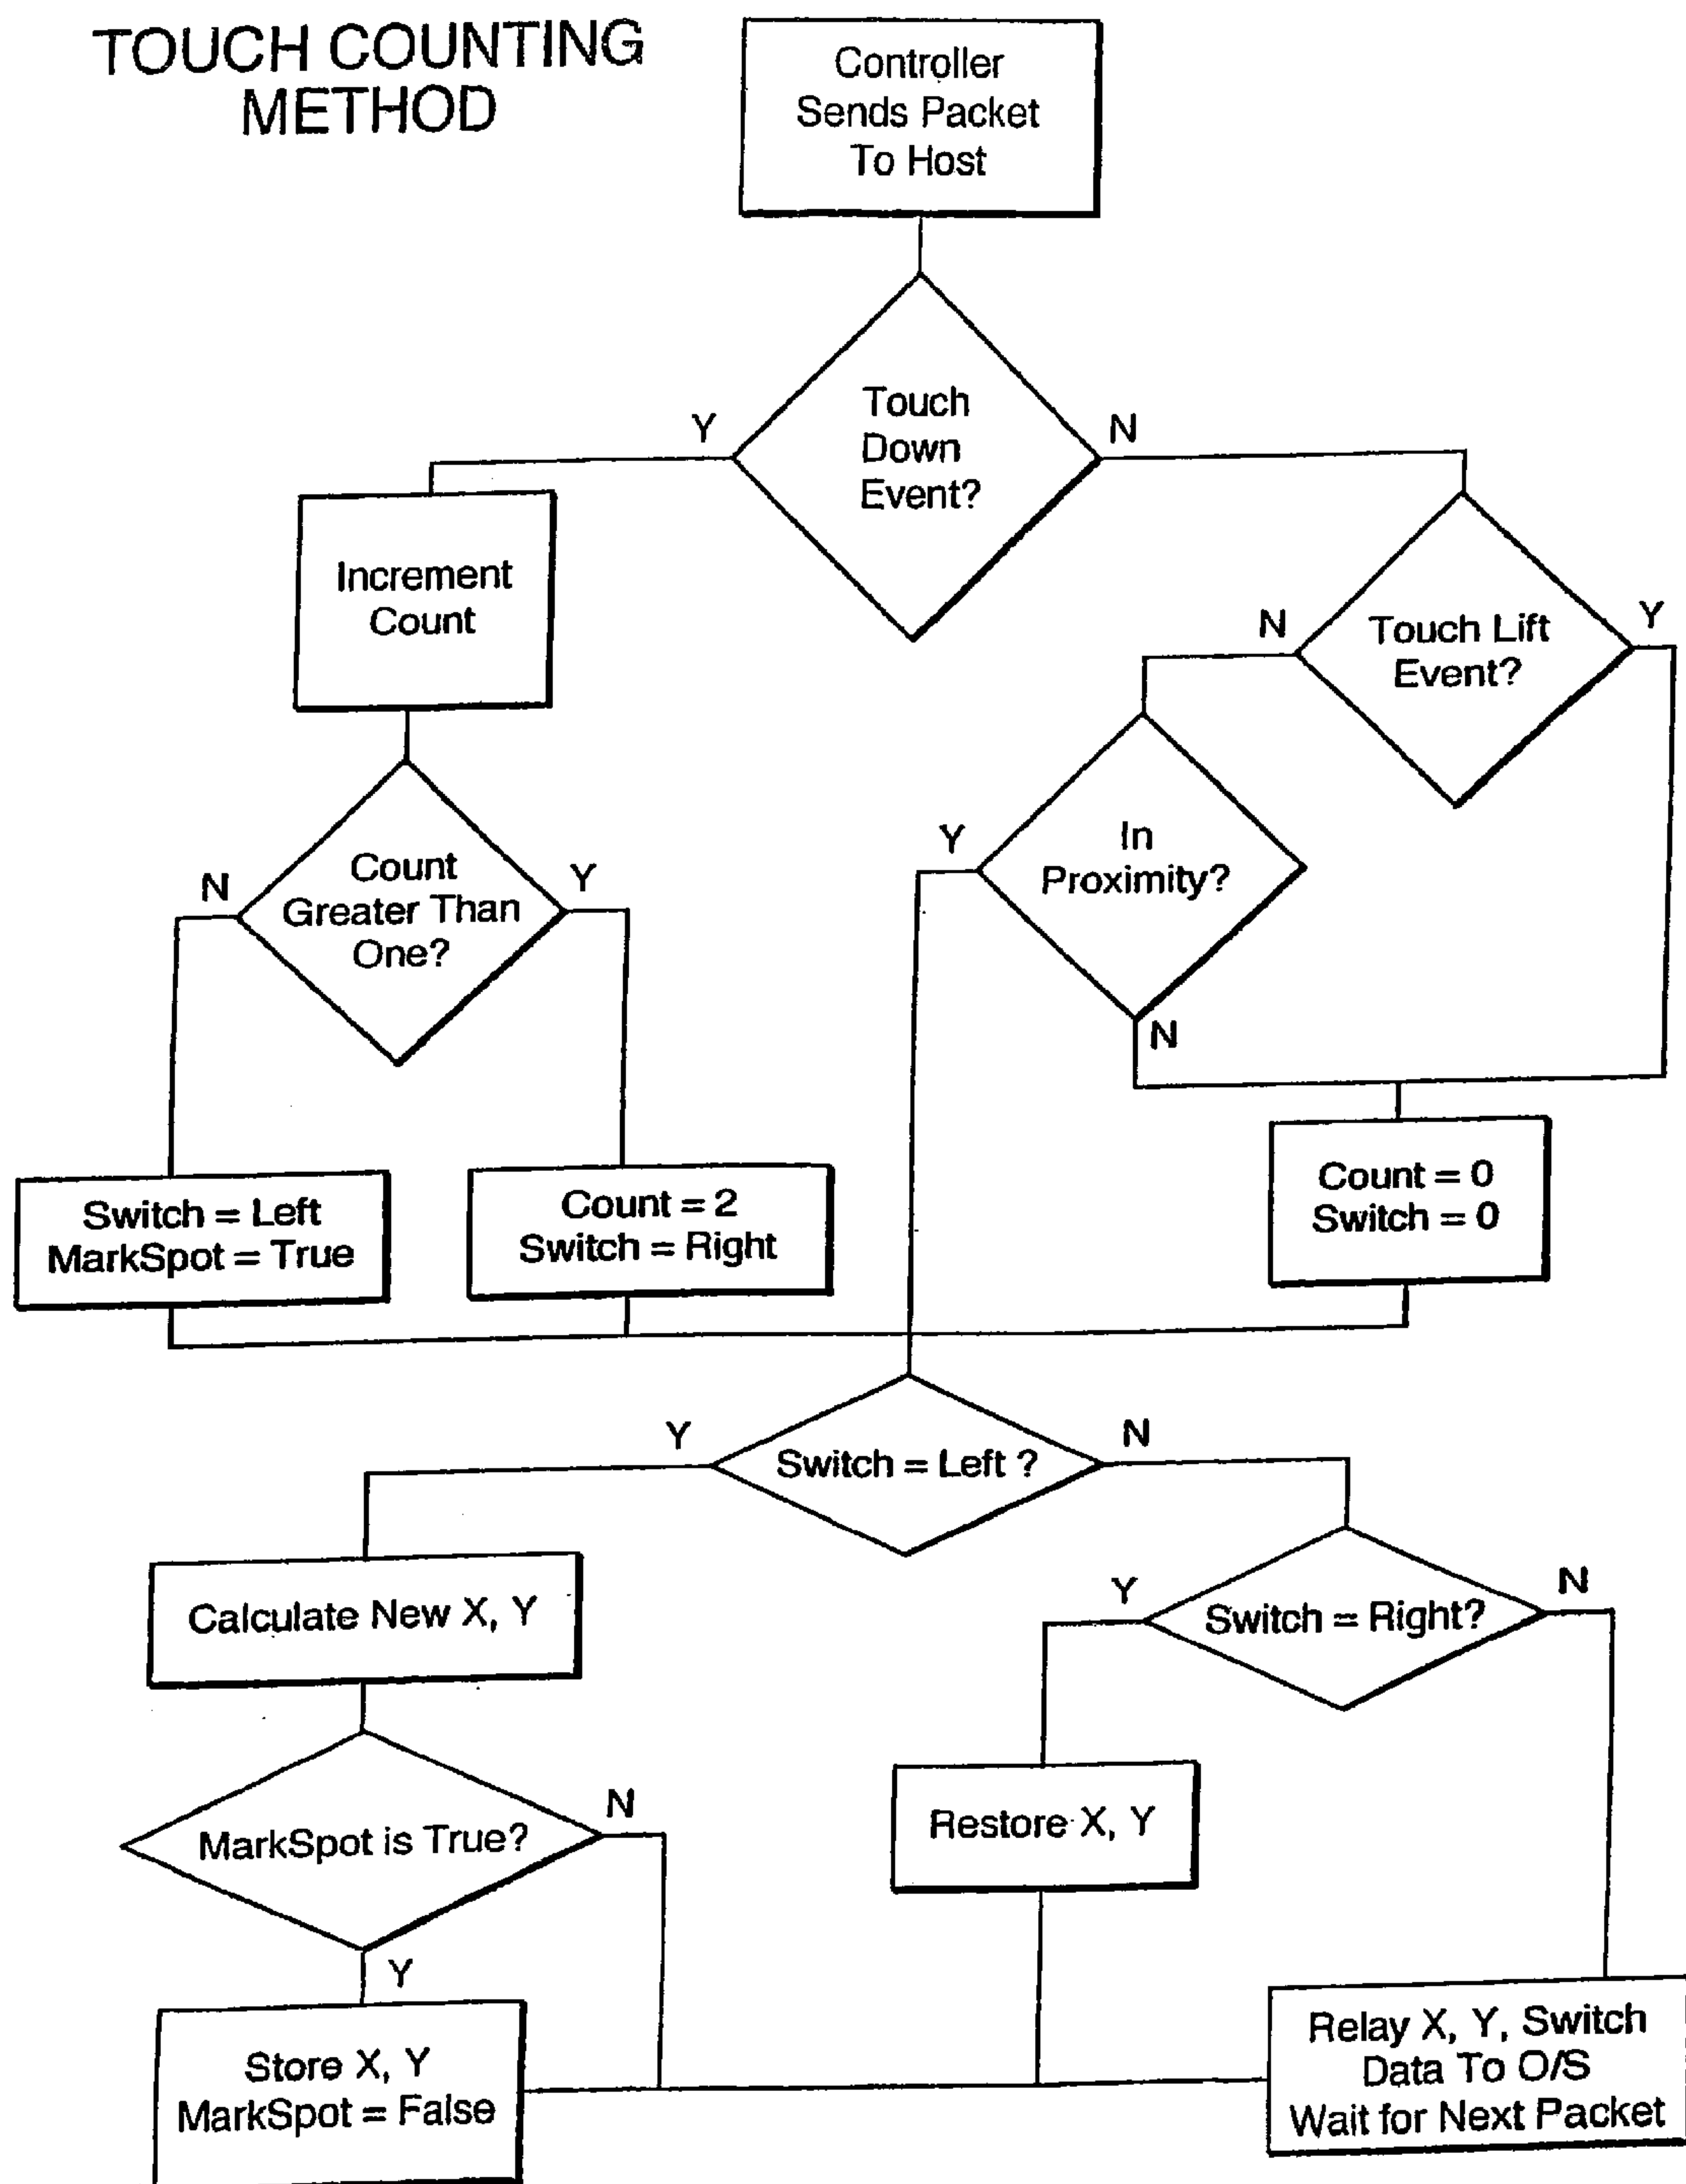 TOUCH COUNTING
METHOD
Controller
Sends Packet
To Host
Touch
Down
Event?
Y
N
Increment
Count
Touch Lift
Event?
N
Y
In
Proximity?
Y
N
Count
Greater Than
One?
N
Y
Switch = Left
MarkSpot = True
Count = 2
Switch = Right
Count = 0
Switch = 0
Switch = Left ?
Y
N
Calculate New X, Y
Switch = Right?
Y
N
MarkSpot is True?
N
Y
Restore X, Y
Store X, Y
MarkSpot = False
Relay X, Y, Switch
Data To O/S
Wait for Next Packet